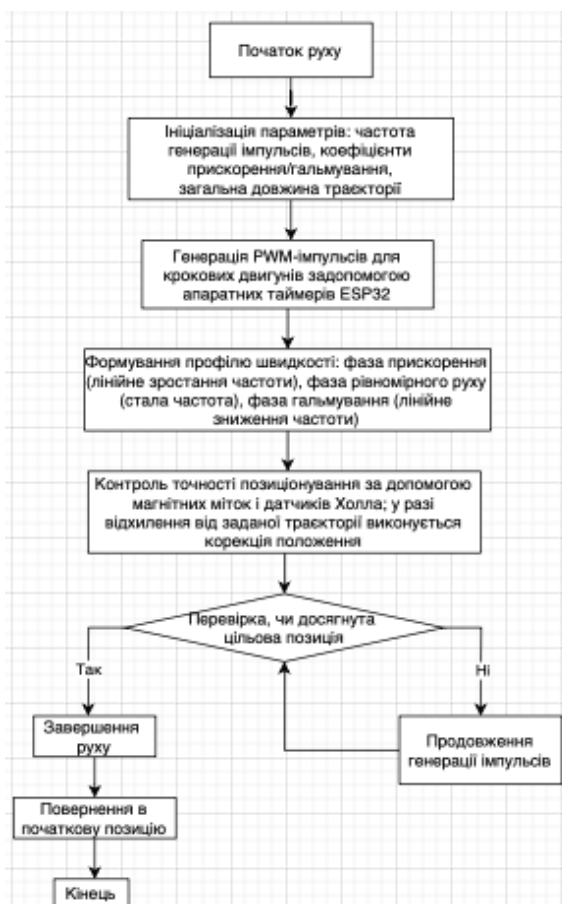 Початок руху
Ініціалізація параметрів: частота
генерації імпульсів, коефіцієнти
прискорення/гальмування,
загальна довжина траєкторії
Генерація PWM-імпульсів для
крокових двигунів задопомогою
апаратних таймерів ESP32
Формування профілю швидкості: фаза прискорення
(лінійне зростання частоти), фаза рівномірного руху
(стала частота), фаза гальмування (лінійне
зниження частоти)
Контроль точності позиціонування за допомогою
магнітних міток і датчиків Холла; у разі
відхилення від заданої траєкторії виконується
корекція положення
Перевірка, чи досягнута
цільова позиція
Так
Ні
Завершення
руху
Продовження
генерації імпульсів
Повернення в
початкову позицію
Кінець